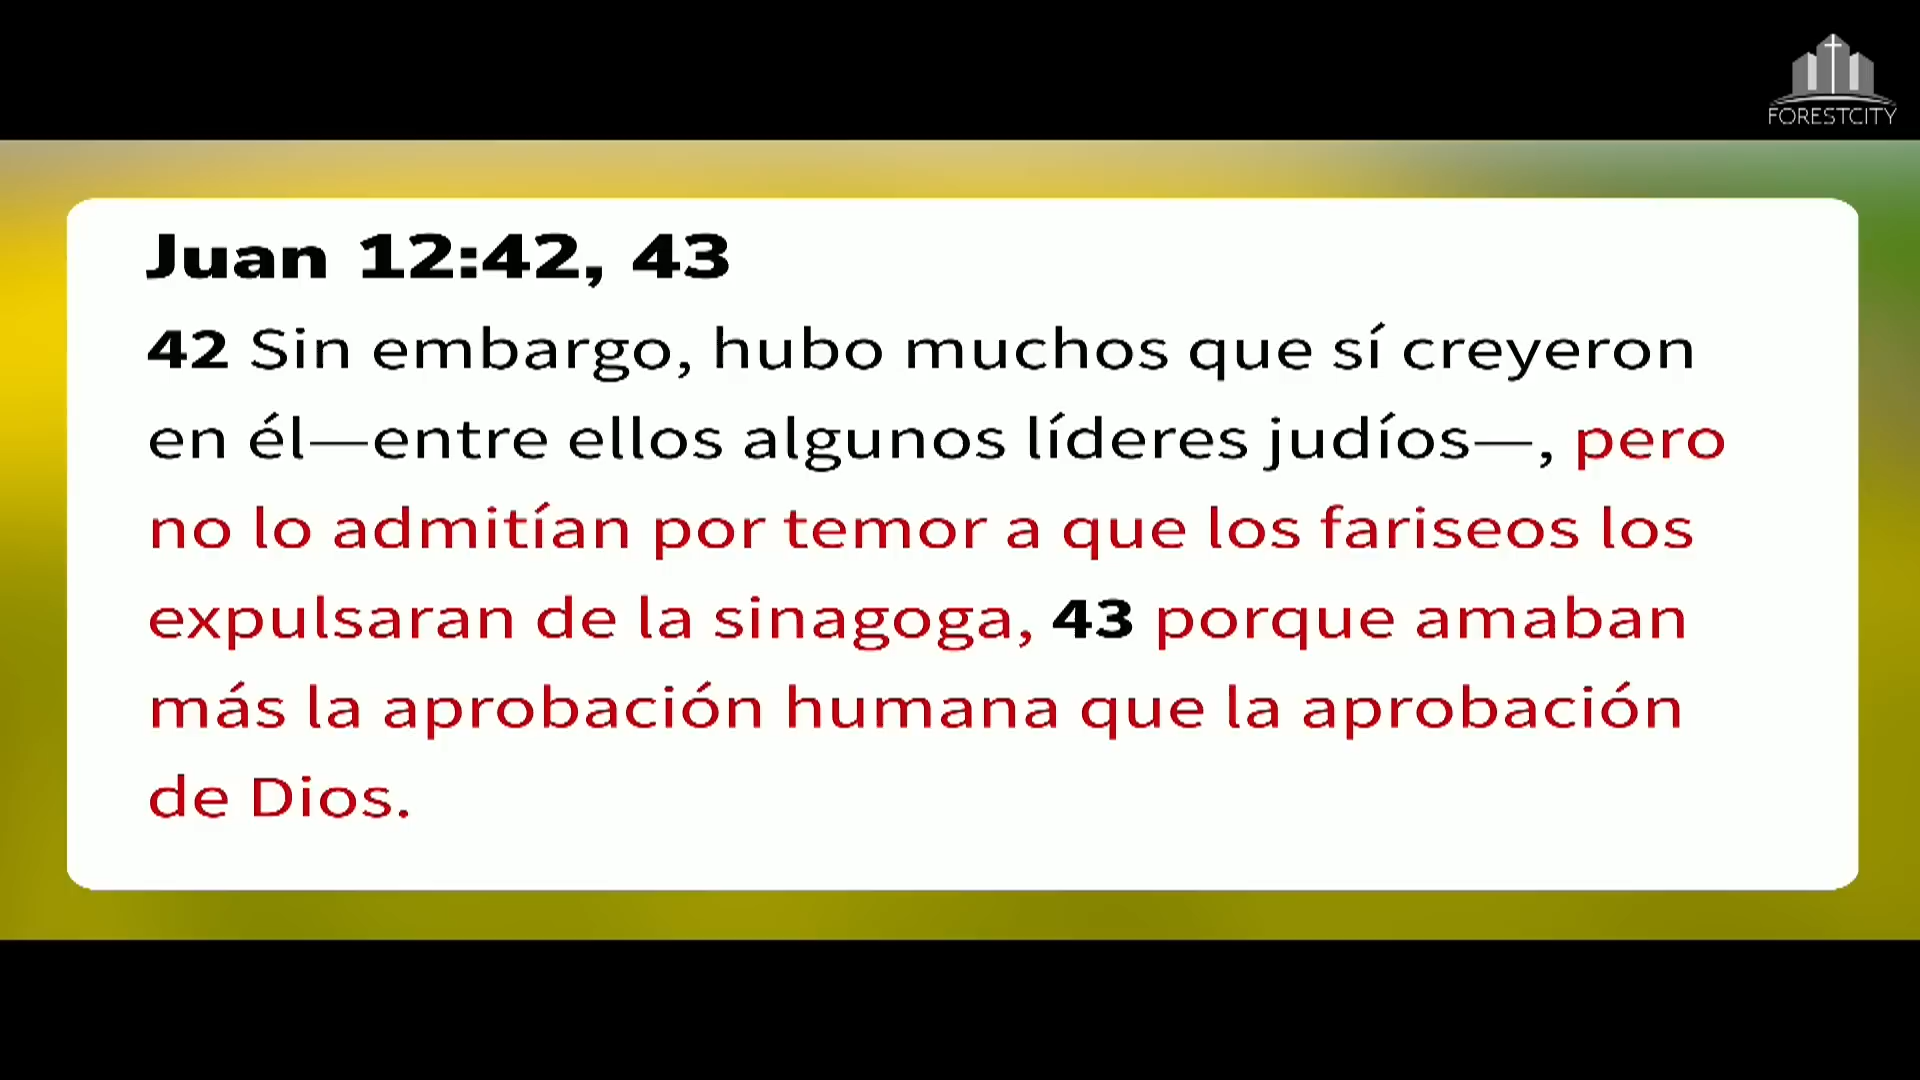 FORESTCITY
Juan 12:42, 43
42 Sin embargo, hubo muchos que sí creyeron
en él—entre ellos algunos líderes judíos—, pero
no lo admitían por temor a que los fariseos los
expulsaran de la sinagoga, 43 porque amaban
más la aprobación humana que la aprobación
de Dios.